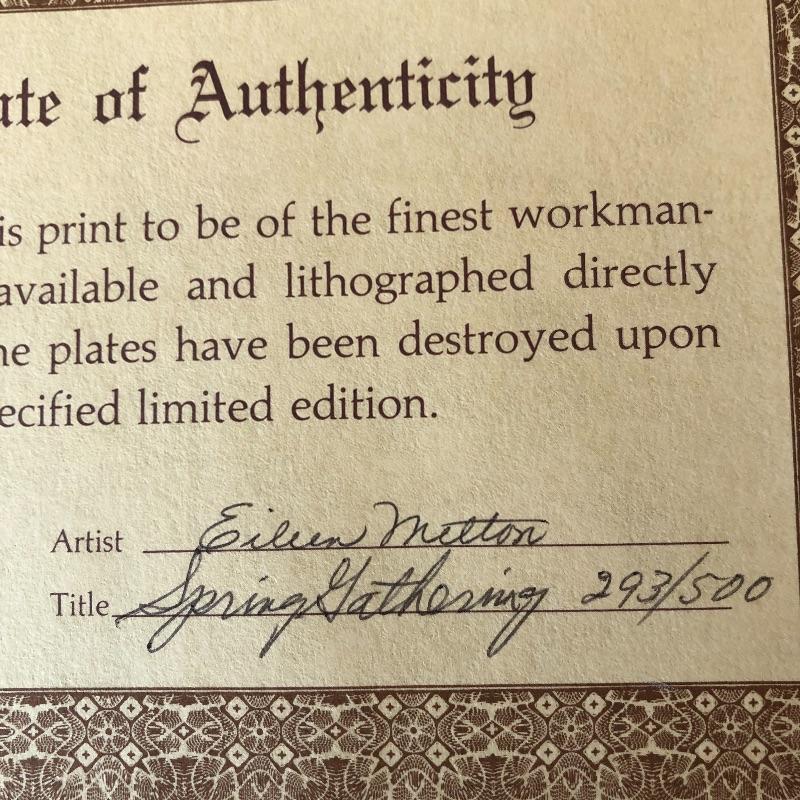 ate of Authenticity
is print to be of the finest workman-
available and lithographed directly
he plates have been destroyed upon
ecified limited edition.
Artist Eileen Melton
Title Spring Gathering 293/500